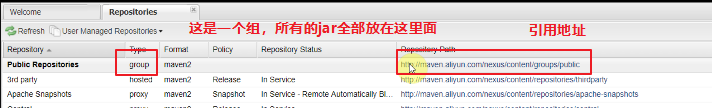 Welcome Repositories
这是一个组，所有的jar全部放在这里面 引用地址
Refresh User Managed Repositories
Repository Type Format Policy Repository Status Repository Path
Public Repositories group maven2 http://maven.aliyun.com/nexus/content/groups/public
3rd party hosted maven2 Release In Service http://maven.aliyun.com/nexus/content/repositories/thirdparty
Apache Snapshots proxy maven2 Snapshot In Service - Remote Automatically Bl... http://maven.aliyun.com/nexus/content/repositories/apache-snapshots